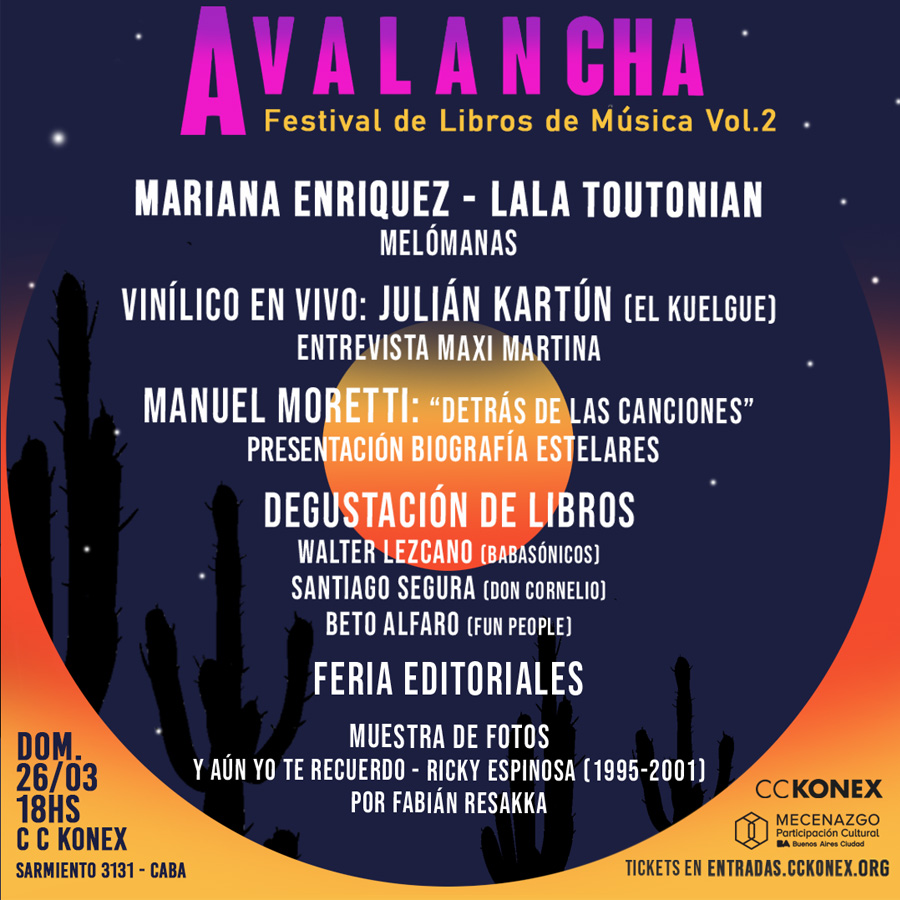 AVALANCHA
Festival de Libros de Música Vol.2
MARIANA ENRIQUEZ - LALA TOUTONIAN
MELÓMANAS
VINÍLICO EN VIVO: JULIÁN KARTÚN (EL KUELGUE)
ENTREVISTA MAXI MARTINA
MANUEL MORETTI: “DETRÁS DE LAS CANCIONES”
PRESENTACIÓN BIOGRAFÍA ESTELARES
DEGUSTACIÓN DE LIBROS
WALTER LEZCANO (BABASÓNICOS)
SANTIAGO SEGURA (DON CORNELIO)
BETO ALFARO (FUN PEOPLE)
FERIA EDITORIALES
MUESTRA DE FOTOS
Y AÚN YO TE RECUERDO - RICKY ESPINOSA (1995-2001)
POR FABIÁN RESAKKA
DOM.
26/03
18HS
C C KONEX
SARMIENTO 3131 - CABA
CCKONEX
MECENAZGO
Participación Cultural
BA Buenos Aires Ciudad
TICKETS EN ENTRADAS.CCKONEX.ORG